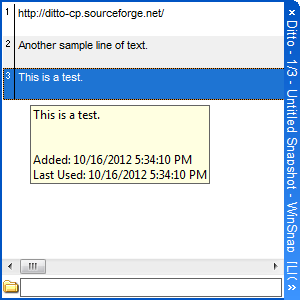 1 http://ditto-cp.sourceforge.net/
2 Another sample line of text.
3 This is a test.
This is a test.
Added: 10/16/2012 5:34:10 PM
Last Used: 10/16/2012 5:34:10 PM
Ditto - 1/3 - Untitled Snapshot - WinSnap